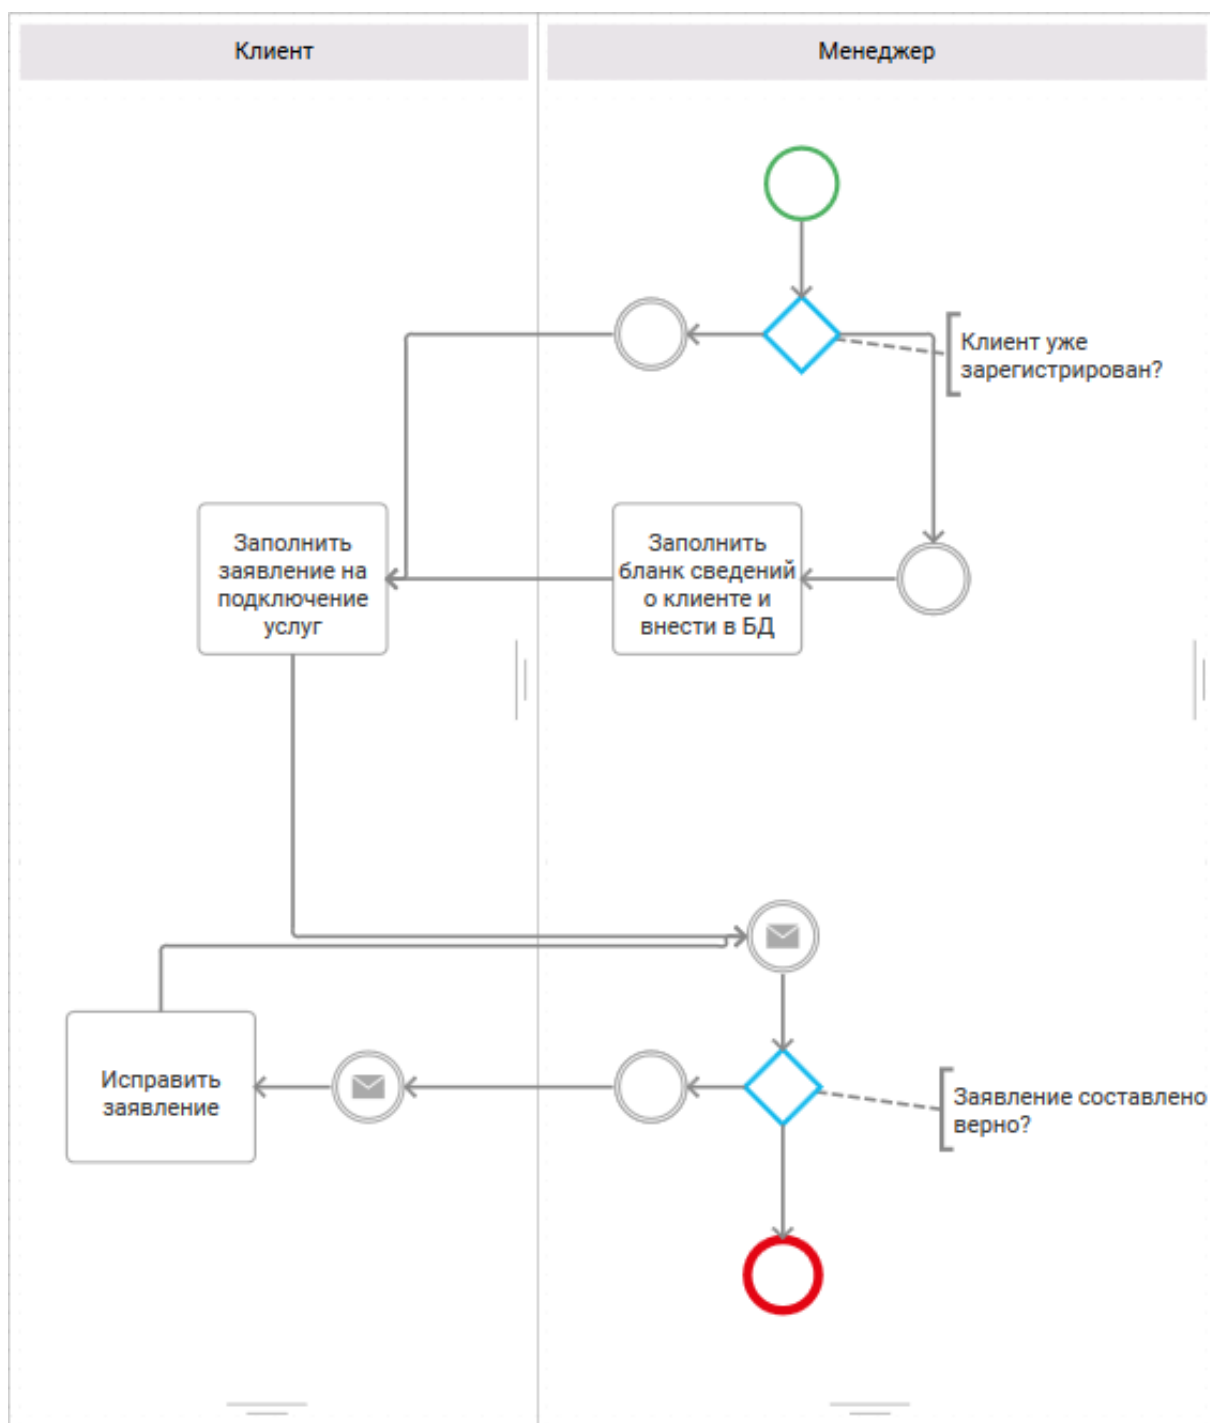 Клиент
Менеджер
Клиент уже
зарегистрирован?
Заполнить
заявление на
подключение
услуг
Заполнить
бланк сведений
о клиенте и
внести в БД
Исправить
заявление
Заявление составлено
верно?